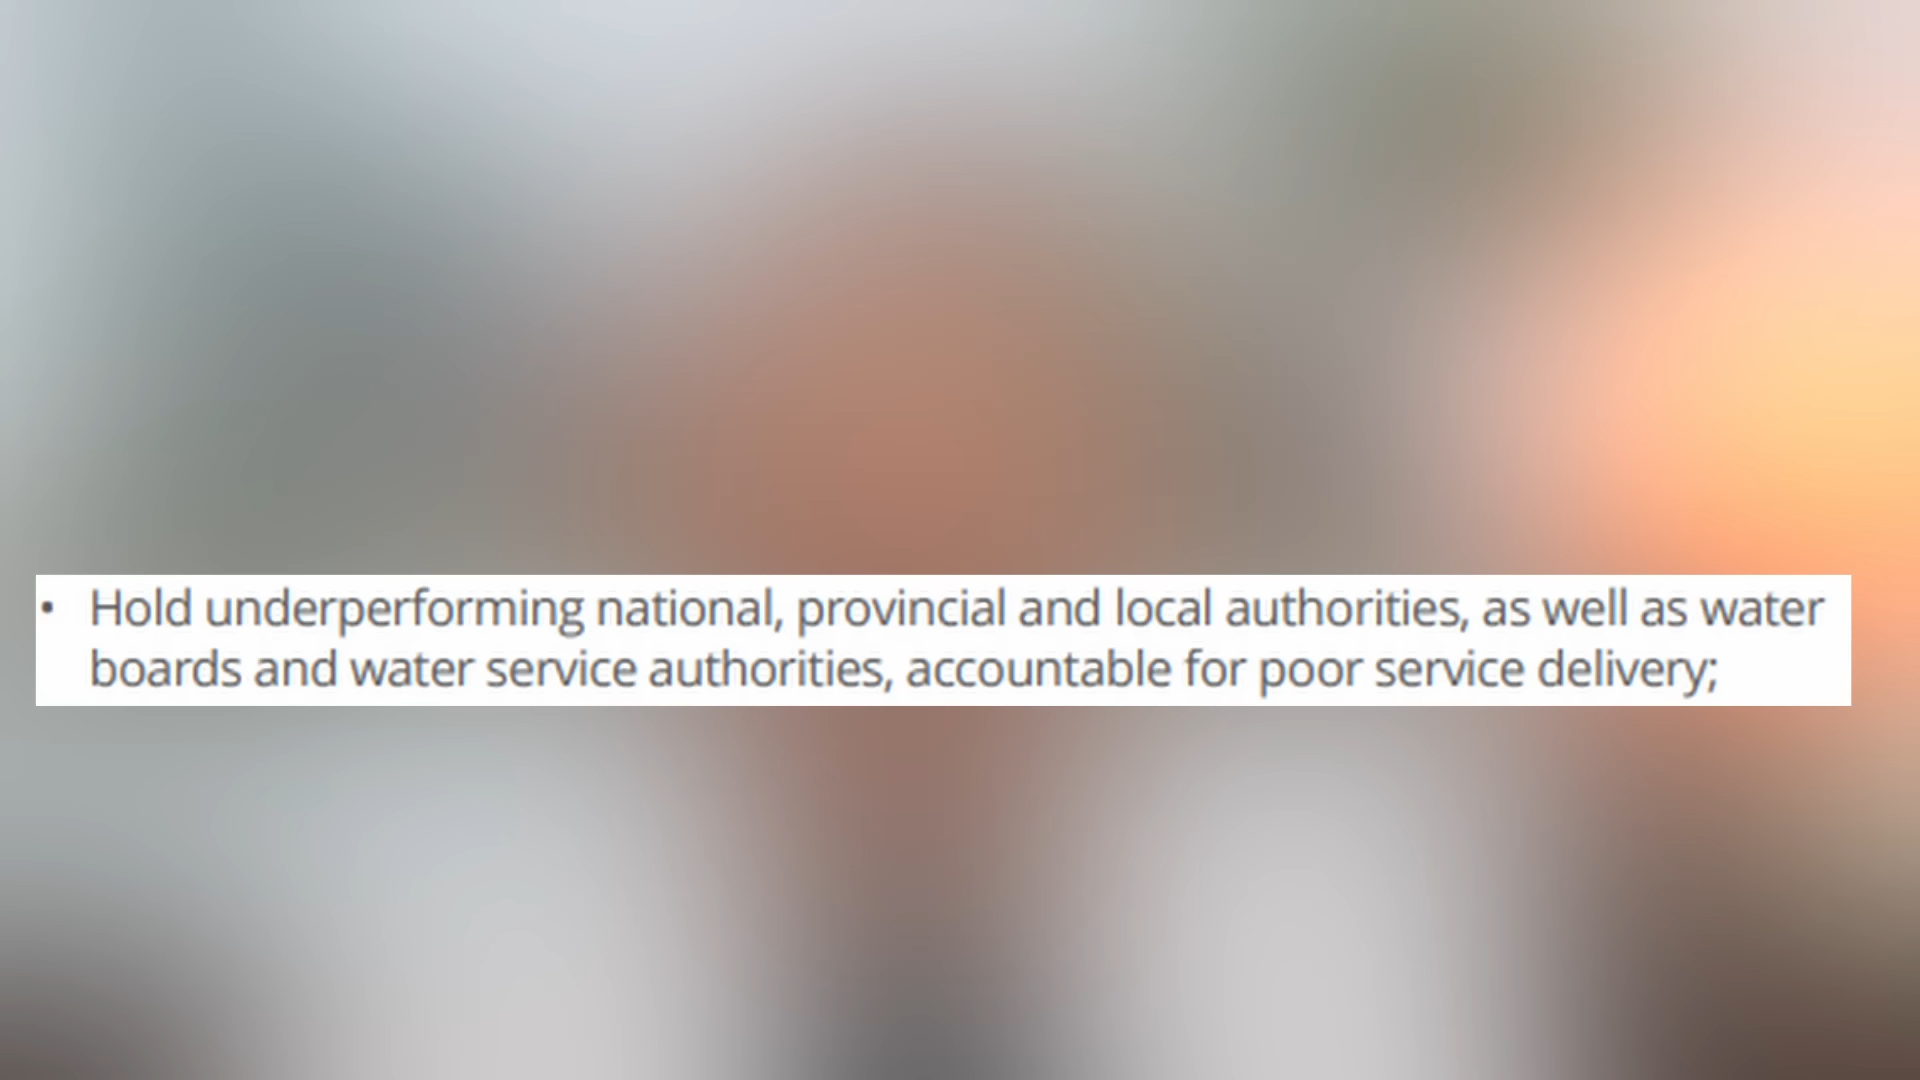 • Hold underperforming national, provincial and local authorities, as well as water
boards and water service authorities, accountable for poor service delivery;